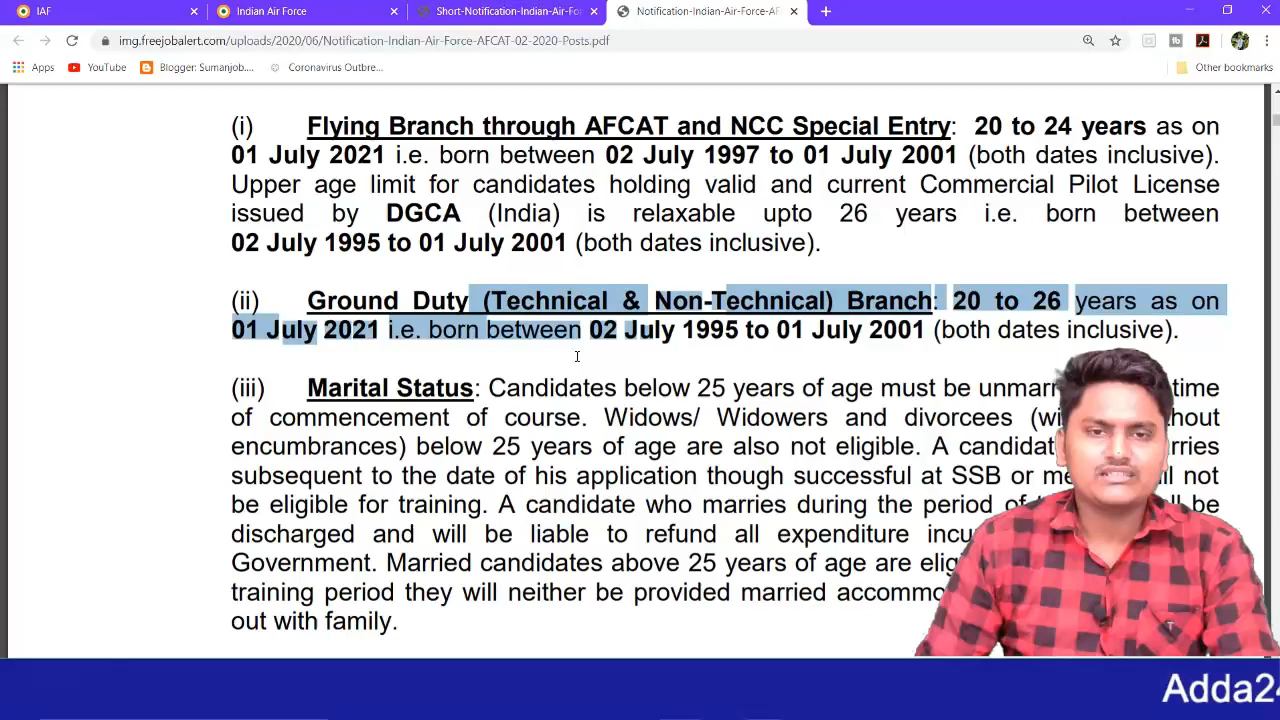 IAF
Indian Air Force
Short-Notification-Indian-Air-For
Notification-Indian-Air-Force-AF
img.freejobalert.com/uploads/2020/06/Notification-Indian-Air-Force-AFCAT-02-2020-Posts.pdf
Apps
YouTube
Blogger: Sumanjob....
Coronavirus Outbre...
Other bookmarks
(i) Flying Branch through AFCAT and NCC Special Entry: 20 to 24 years as on
01 July 2021 i.e. born between 02 July 1997 to 01 July 2001 (both dates inclusive).
Upper age limit for candidates holding valid and current Commercial Pilot License
issued by DGCA (India) is relaxable upto 26 years i.e. born between
02 July 1995 to 01 July 2001 (both dates inclusive).
(ii) Ground Duty (Technical & Non-Technical) Branch: 20 to 26 years as on
01 July 2021 i.e. born between 02 July 1995 to 01 July 2001 (both dates inclusive).
(iii) Marital Status: Candidates below 25 years of age must be time
of commencement of course. Widows/ Widowers and divorcees
encumbrances) below 25 years of age are also not eligible. A
subsequent to the date of his application though successful at SSB or not
be eligible for training. A candidate who marries during the period of be
discharged and will be liable to refund all expenditure
Government. Married candidates above 25 years of age are
training period they will neither be provided married
out with family.
Adda24